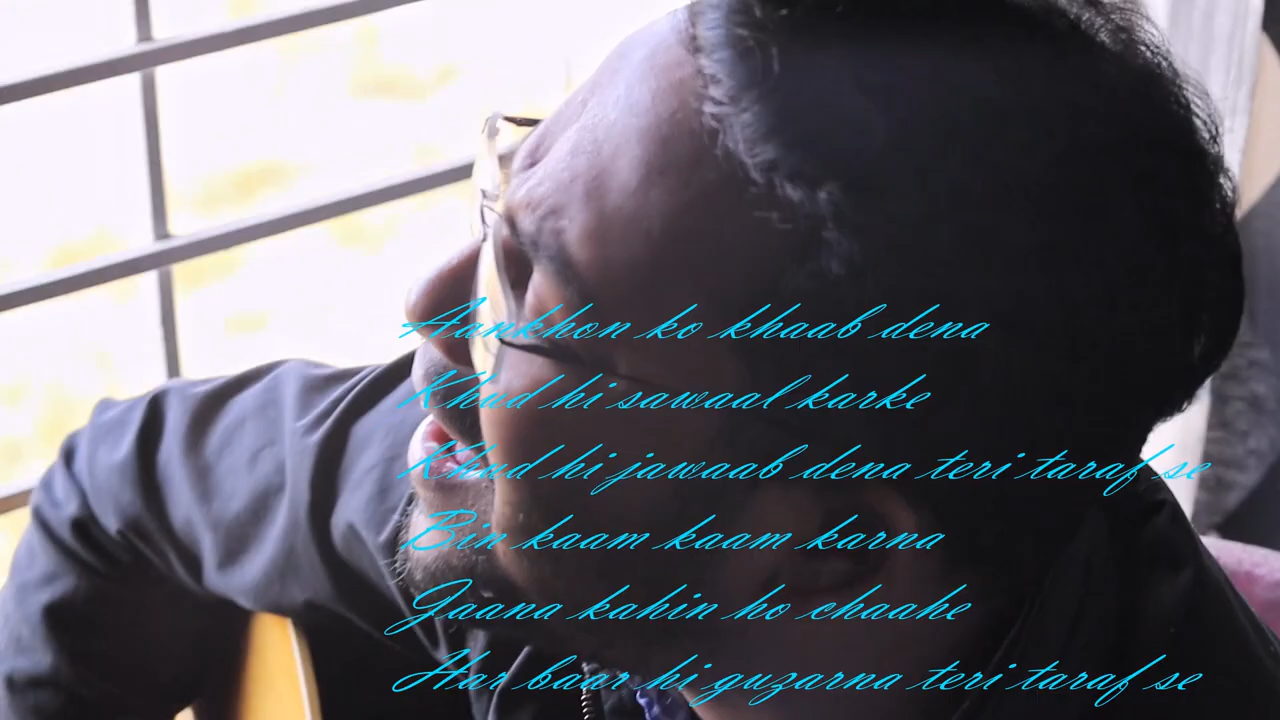 Aankhon ko khaab dena
Khud hi sawaal karke
Khud hi jawaab dena teri taraf se
Bin kaam kaam karna
Jaana kahin ho chaahe
Har baar hi guzarna teri taraf se